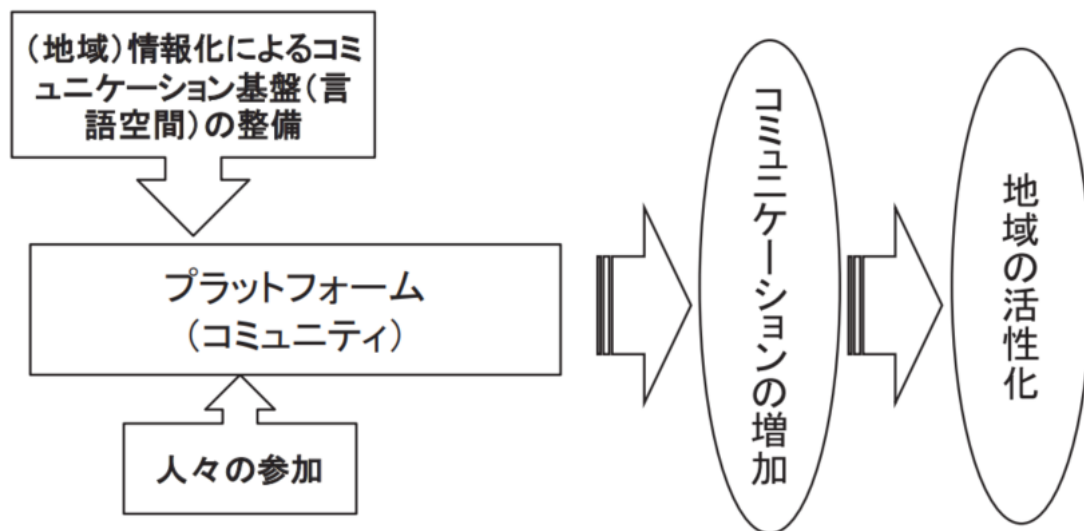 （地域）情報化によるコミ
ュニケーション基盤（言
語空間）の整備
プラットフォーム
（コミュニティ）
人々の参加
コミュニケーションの増加
地域の活性化